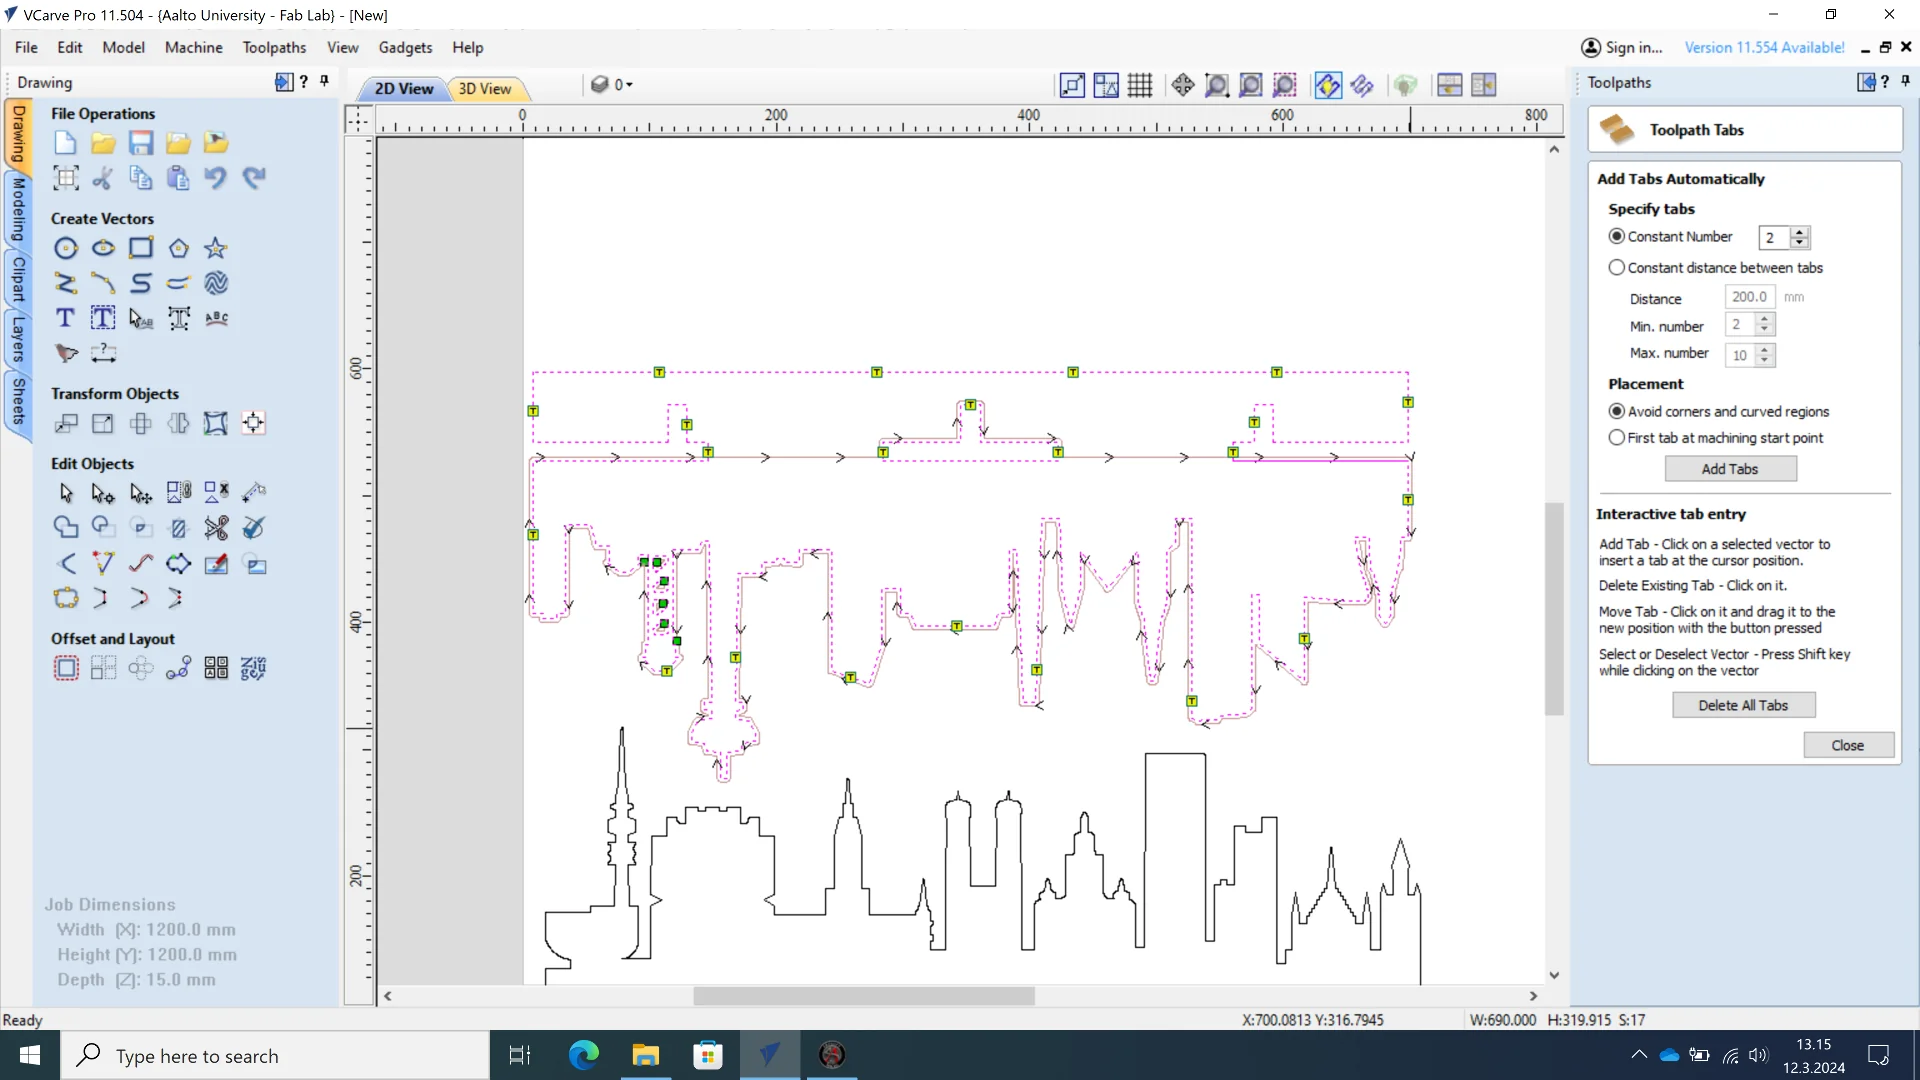 VCarve Pro 11.504 - {Aalto University - Fab Lab} - [New]
File Edit Model Machine Toolpaths View Gadgets Help
Sign in... Version 11.554 Available!
Drawing
2D View 3D View 0
Toolpaths
Drawing
Modeling
Clipart
Layers
Sheets
File Operations
Create Vectors
Transform Objects
Edit Objects
Offset and Layout
Job Dimensions
Width (X): 1200.0 mm
Height (Y): 1200.0 mm
Depth (Z): 15.0 mm
0 200 400 600 800
600
400
200
Toolpath Tabs
Add Tabs Automatically
Specify tabs
Constant Number 2
Constant distance between tabs
Distance 200.0 mm
Min. number 2
Max. number 10
Placement
Avoid corners and curved regions
First tab at machining start point
Add Tabs
Interactive tab entry
Add Tab - Click on a selected vector to
insert a tab at the cursor position.
Delete Existing Tab - Click on it.
Move Tab - Click on it and drag it to the
new position with the button pressed
Select or Deselect Vector - Press Shift key
while clicking on the vector
Delete All Tabs
Close
Ready
X:700.0813 Y:316.7945
W:690.000 H:319.915 S:17
Type here to search
13.15
12.3.2024